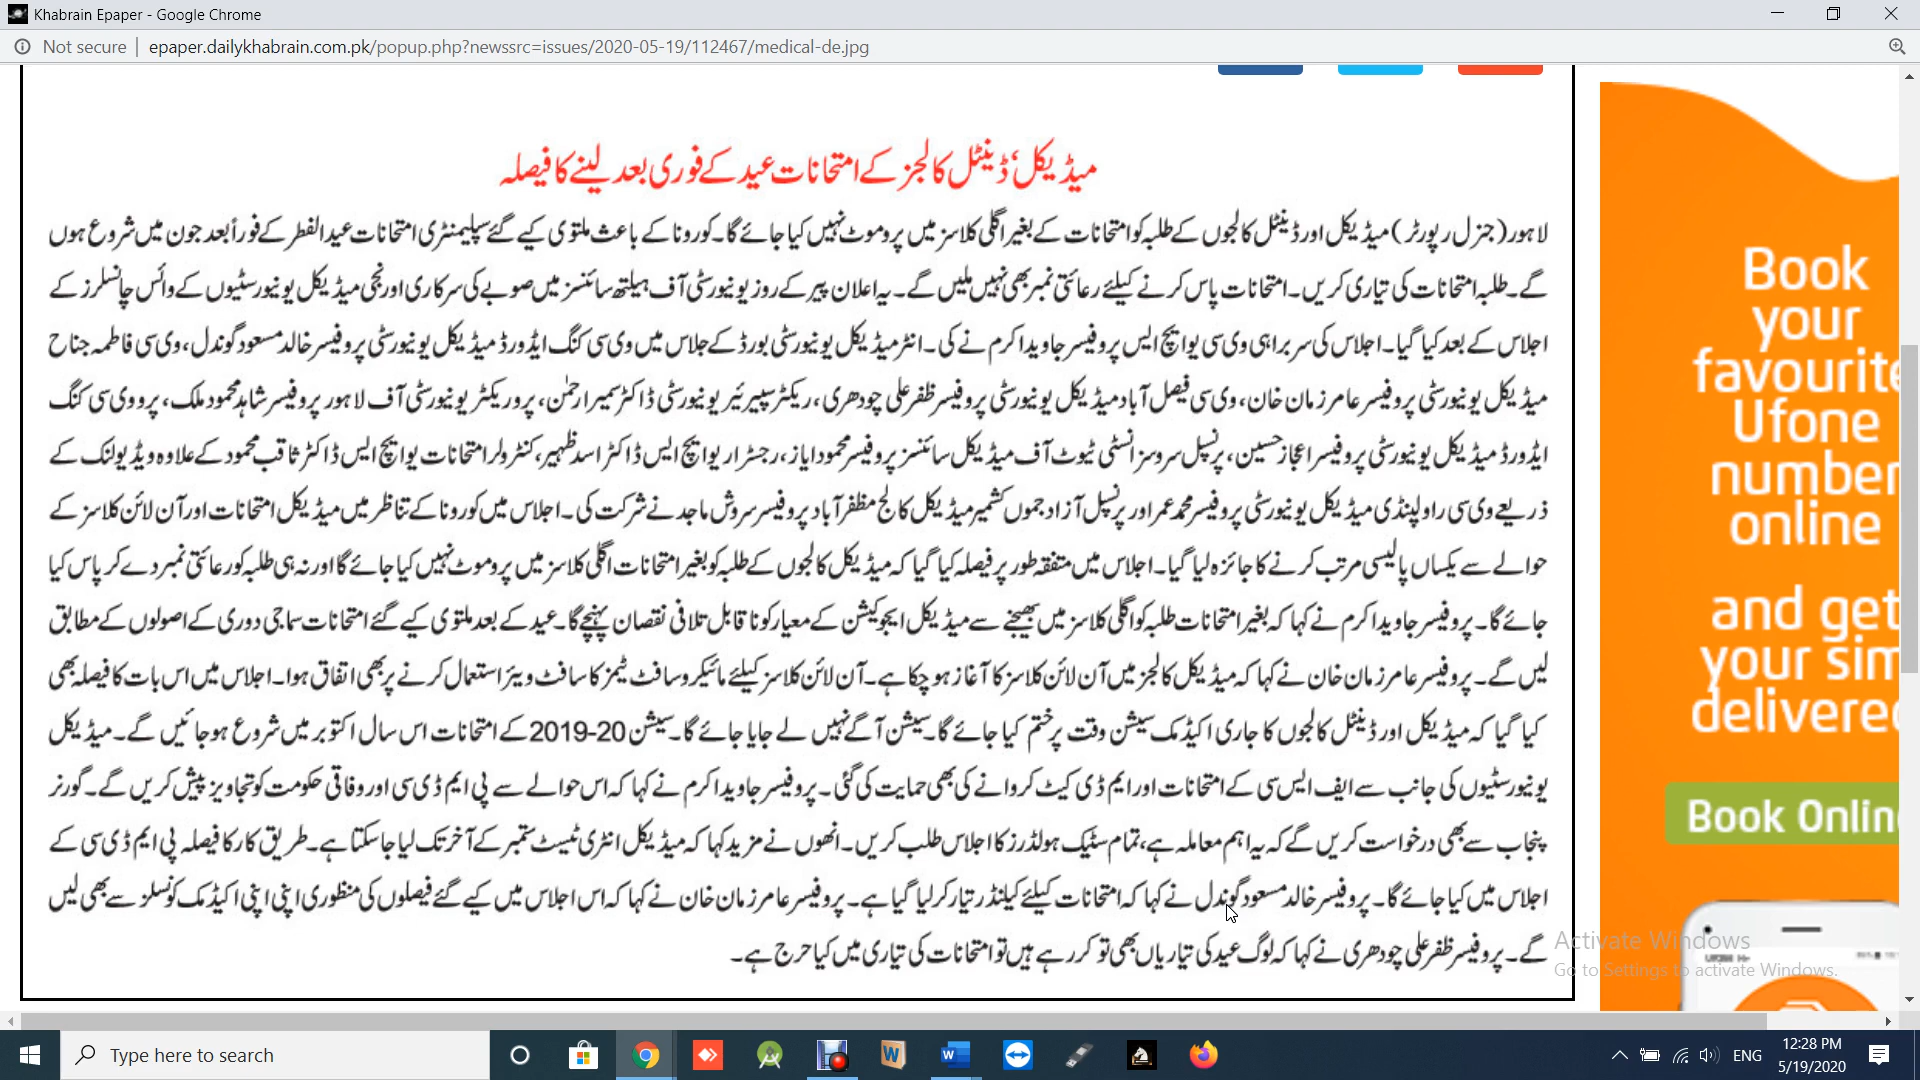 Khabrain Epaper - Google Chrome
Not secure | epaper.dailykhabrain.com.pk/popup.php?newssrc=issues/2020-05-19/112467/medical-de.jpg
میڈیکل‘ ڈینٹل کالجز کے امتحانات عید کے فوری بعد لینے کا فیصلہ
لاہور (جنرل رپورٹر) میڈیکل اور ڈینٹل کالجوں کے طلبہ کو امتحانات کے بغیر اگلی کلاسز میں پروموٹ نہیں کیا جائے گا۔ کورونا کے باعث ملتوی کیے گئے سپلیمنٹری امتحانات عید الفطر کے فوراً بعد جون میں شروع ہوں
گے۔ طلبہ امتحانات کی تیاری کریں۔ امتحانات پاس کرنے کیلئے رعائتی نمبر بھی نہیں ملیں گے۔ یہ اعلان پیر کے روز یونیورسٹی آف ہیلتھ سائنسز میں صوبے کی سرکاری اور نجی میڈیکل یونیورسٹیوں کے وائس چانسلرز کے
اجلاس کے بعد کیا گیا۔ اجلاس کی سربراہی وی سی یو ایچ ایس پروفیسر جاوید اکرم نے کی۔ انٹر میڈیکل یونیورسٹی بورڈ کے جلاس میں وی سی کنگ ایڈورڈ میڈیکل یونیورسٹی پروفیسر خالد مسعود گوندل، وی سی فاطمہ جناح
میڈیکل یونیورسٹی پروفیسر عامر زمان خان، وی سی فیصل آباد میڈیکل یونیورسٹی پروفیسر ظفر علی چودھری، ریکٹر سپیرئیر یونیورسٹی ڈاکٹر سمیرا رحمٰن، پرو ریکٹر یونیورسٹی آف لاہور پروفیسر شاہد محمود ملک، پرو وی سی کنگ
ایڈورڈ میڈیکل یونیورسٹی پروفیسر اعجاز حسین، پرنسپل سروسز انسٹی ٹیوٹ آف میڈیکل سائنسز پروفیسر محمود ایاز، رجسٹرار یو ایچ ایس ڈاکٹر اسد ظہیر، کنٹرولر امتحانات یو ایچ ایس ڈاکٹر ثاقب محمود کے علاوہ ویڈیو لنک کے
ذریعے وی سی راولپنڈی میڈیکل یونیورسٹی پروفیسر محمد عمر اور پرنسپل آزاد جموں کشمیر میڈیکل کالج مظفر آباد پروفیسر سروش ماجد نے شرکت کی۔ اجلاس میں کورونا کے تناظر میں میڈیکل امتحانات اور آن لائن کلاسز کے
حوالے سے یکساں پالیسی مرتب کرنے کا جائزہ لیا گیا۔ اجلاس میں متفقہ طور پر فیصلہ کیا گیا کہ میڈیکل کالجوں کے طلبہ کو بغیر امتحانات اگلی کلاسز میں پروموٹ نہیں کیا جائے گا اور نہ ہی طلبہ کو رعائتی نمبر دے کر پاس کیا
جائے گا۔ پروفیسر جاوید اکرم نے کہا کہ بغیر امتحانات طلبہ کو اگلی کلاسز میں بھیجنے سے میڈیکل ایجوکیشن کے معیار کو ناقابل تلافی نقصان پہنچے گا۔ عید کے بعد ملتوی کیے گئے امتحانات سماجی دوری کے اصولوں کے مطابق
لیں گے۔ پروفیسر عامر زمان خان نے کہا کہ میڈیکل کالجز میں آن لائن کلاسز کا آغاز ہو چکا ہے۔ آن لائن کلاسز کیلئے مائیکروسافٹ ٹیمز کا سافٹ ویئر استعمال کرنے پر بھی اتفاق ہوا۔ اجلاس میں اس بات کا فیصلہ بھی
کیا گیا کہ میڈیکل اور ڈینٹل کالجوں کا جاری اکیڈمک سیشن وقت پر ختم کیا جائے گا۔ سیشن آگے نہیں لے جایا جائے گا۔ سیشن 2019-20 کے امتحانات اس سال اکتوبر میں شروع ہو جائیں گے۔ میڈیکل
یونیورسٹیوں کی جانب سے ایف ایس سی کے امتحانات اور ایم ڈی کیٹ کروانے کی بھی حمایت کی گئی۔ پروفیسر جاوید اکرم نے کہا کہ اس حوالے سے پی ایم ڈی سی اور وفاقی حکومت کو تجاویز پیش کریں گے۔ گورنر
پنجاب سے بھی درخواست کریں گے کہ یہ اہم معاملہ ہے، تمام سٹیک ہولڈرز کا اجلاس طلب کریں۔ انھوں نے مزید کہا کہ میڈیکل انٹری ٹیسٹ ستمبر کے آخر تک لیا جا سکتا ہے۔ طریق کار کا فیصلہ پی ایم ڈی سی کے
اجلاس میں کیا جائے گا۔ پروفیسر خالد مسعود گوندل نے کہا کہ امتحانات کیلئے کیلنڈر تیار کر لیا گیا ہے۔ پروفیسر عامر زمان خان نے کہا کہ اس اجلاس میں کیے گئے فیصلوں کی منظوری اپنی اپنی اکیڈمک کونسلز سے بھی لیں
گے۔ پروفیسر ظفر علی چودھری نے کہا کہ لوگ عید کی تیاریاں بھی تو کر رہے ہیں تو امتحانات کی تیاری میں کیا حرج ہے۔
Book
your
favourite
Ufone
number
online
and get
your sim
delivered
Book Onlin
Activate Windows
Go to Settings to activate Windows.
Type here to search
ENG
12:28 PM
5/19/2020